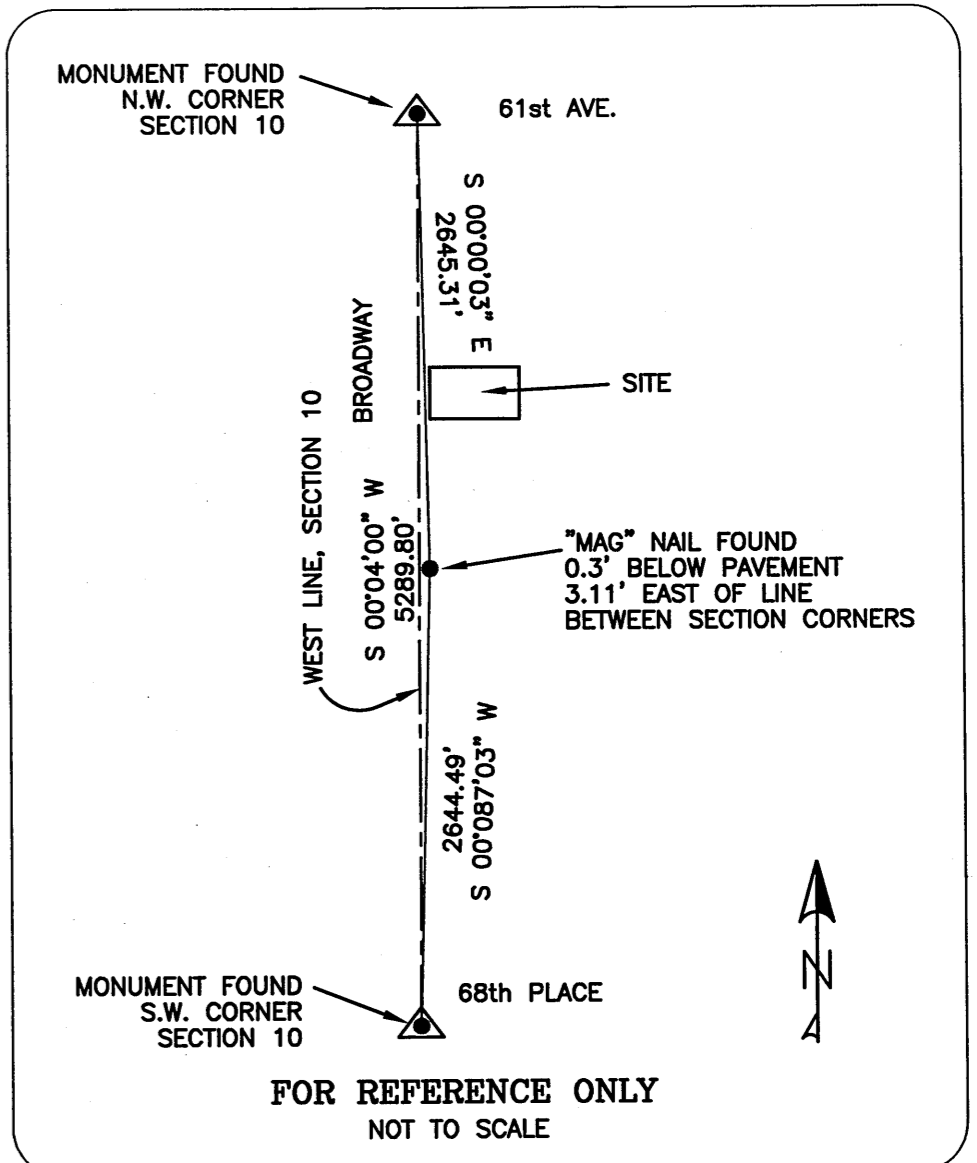 MONUMENT FOUND
N.W. CORNER
SECTION 10
61st AVE.
S 00°00'03" E
2645.31'
BROADWAY
SITE
WEST LINE, SECTION 10
S 00°04'00" W
5289.80'
"MAG" NAIL FOUND
0.3' BELOW PAVEMENT
3.11' EAST OF LINE
BETWEEN SECTION CORNERS
2644.49'
S 00°087'03" W
MONUMENT FOUND
S.W. CORNER
SECTION 10
68th PLACE
N
FOR REFERENCE ONLY
NOT TO SCALE